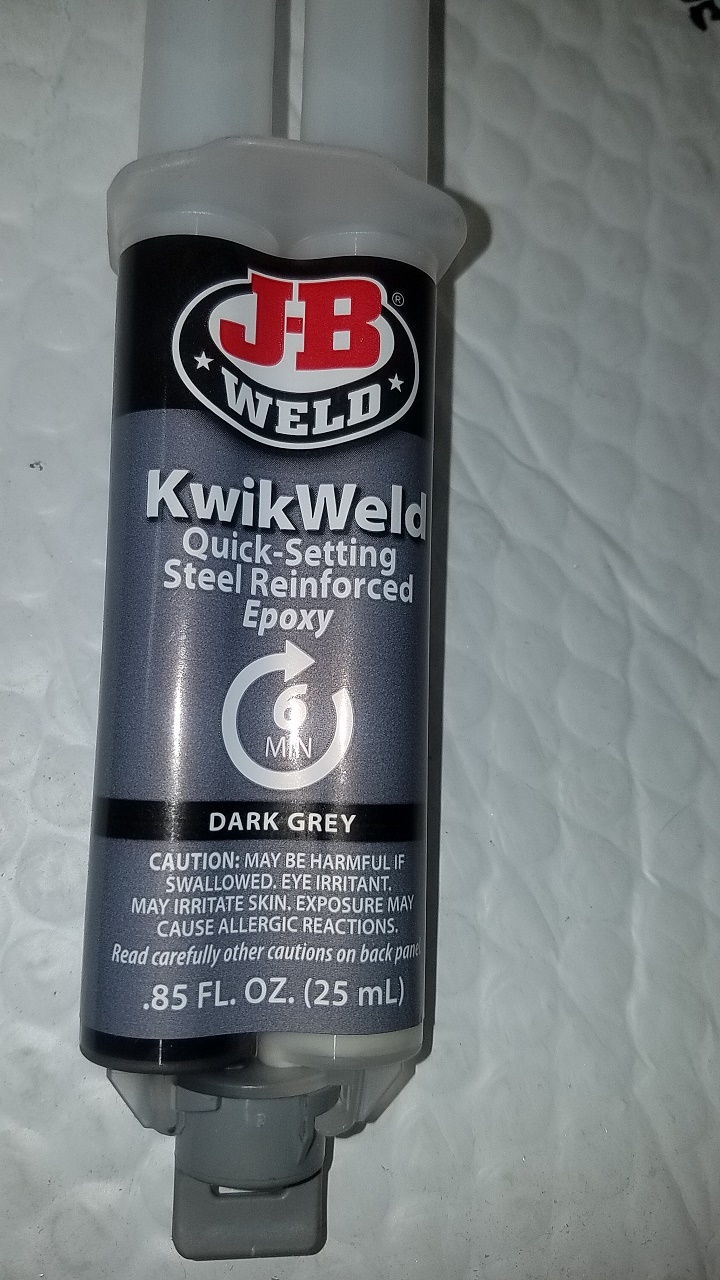 J-B®
WELD
KwikWeld
Quick-Setting
Steel Reinforced
Epoxy
6
MIN
DARK GREY
CAUTION: MAY BE HARMFUL IF
SWALLOWED. EYE IRRITANT.
MAY IRRITATE SKIN. EXPOSURE MAY
CAUSE ALLERGIC REACTIONS.
Read carefully other cautions on back panel.
.85 FL. OZ. (25 mL)